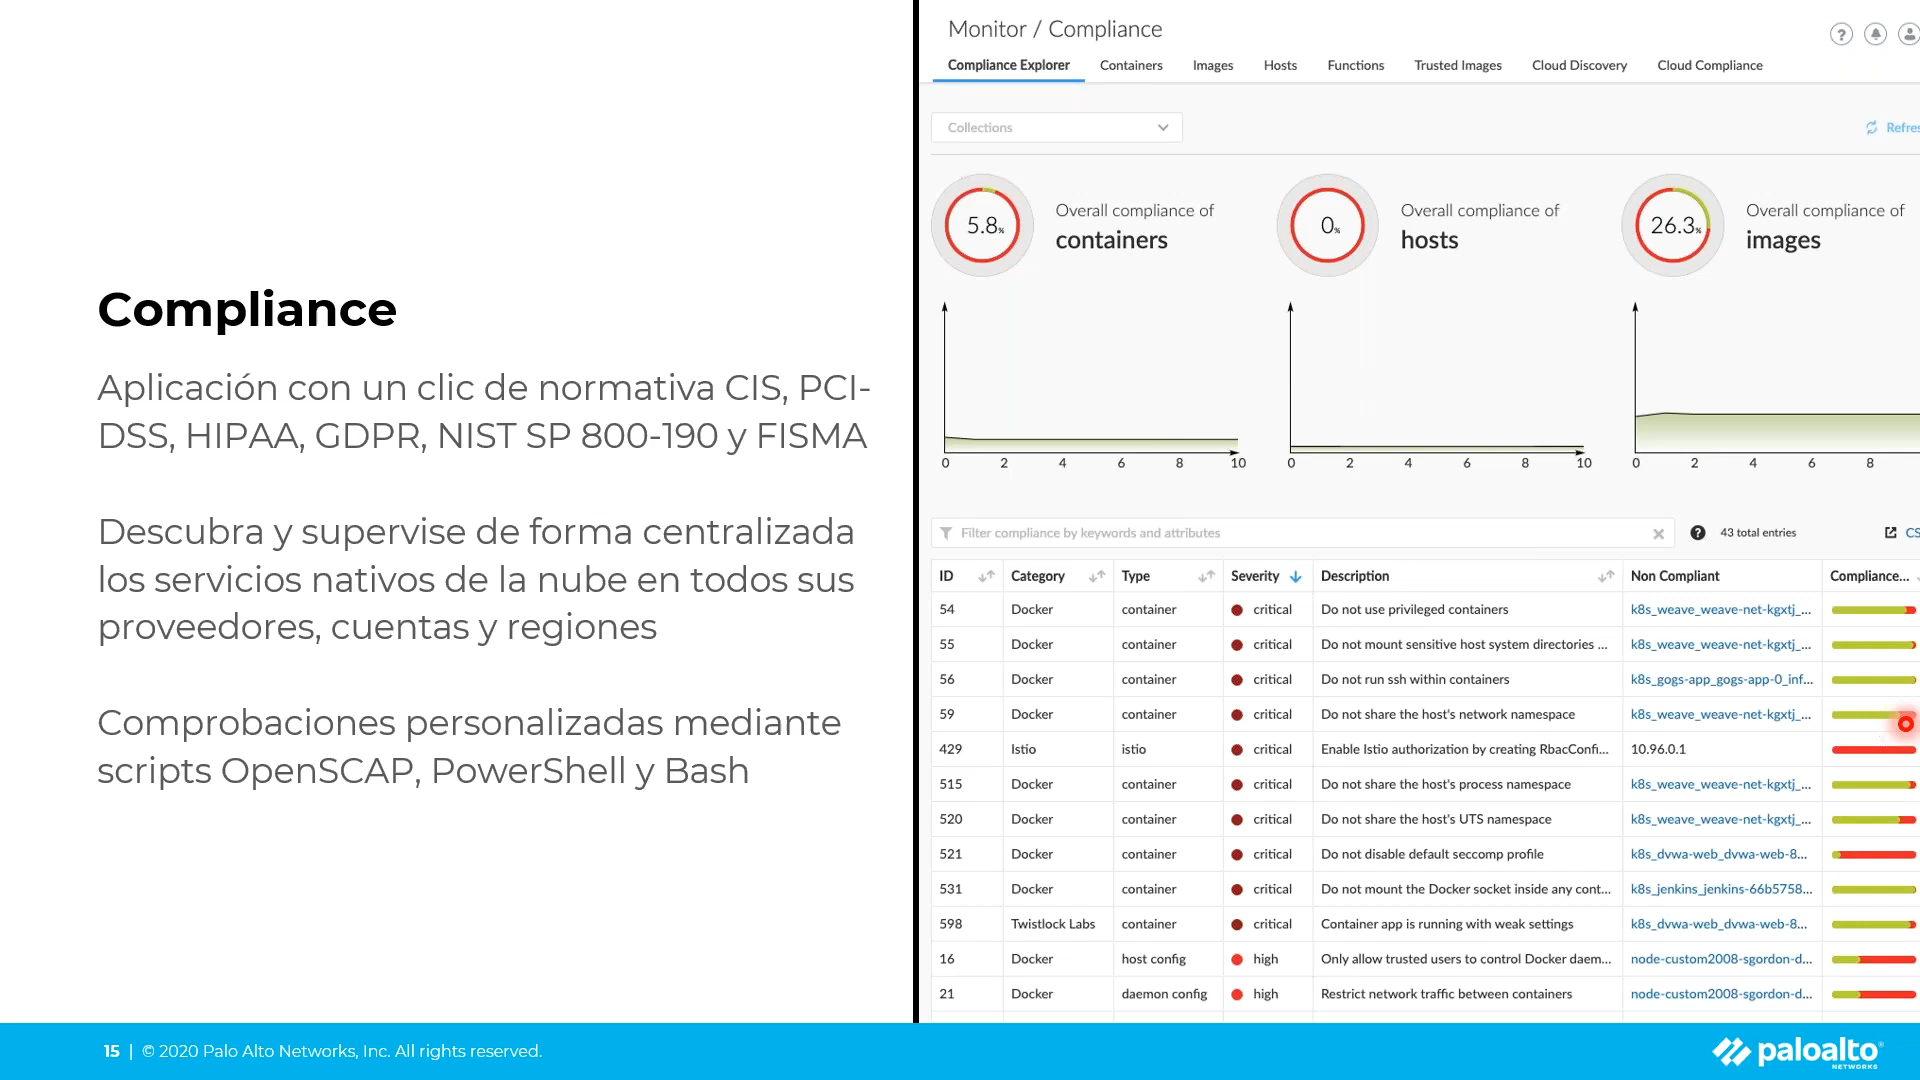 Compliance
Aplicación con un clic de normativa CIS, PCI-
DSS, HIPAA, GDPR, NIST SP 800-190 y FISMA
Descubra y supervise de forma centralizada
los servicios nativos de la nube en todos sus
proveedores, cuentas y regiones
Comprobaciones personalizadas mediante
scripts OpenSCAP, PowerShell y Bash
Monitor / Compliance
?
Compliance Explorer Containers Images Hosts Functions Trusted Images Cloud Discovery Cloud Compliance
Collections
Refres
5.8%
Overall compliance of
containers
0%
Overall compliance of
hosts
26.3%
Overall compliance of
images
0 2 4 6 8 10
0 2 4 6 8 10
0 2 4 6 8
Filter compliance by keywords and attributes
? 43 total entries
CS
ID Category Type Severity Description Non Compliant Compliance...
54 Docker container critical Do not use privileged containers k8s_weave_weave-net-kgxtj_...
55 Docker container critical Do not mount sensitive host system directories ... k8s_weave_weave-net-kgxtj_...
56 Docker container critical Do not run ssh within containers k8s_gogs-app_gogs-app-0_inf...
59 Docker container critical Do not share the host's network namespace k8s_weave_weave-net-kgxtj_...
429 Istio istio critical Enable Istio authorization by creating RbacConfi... 10.96.0.1
515 Docker container critical Do not share the host's process namespace k8s_weave_weave-net-kgxtj_...
520 Docker container critical Do not share the host's UTS namespace k8s_weave_weave-net-kgxtj_...
521 Docker container critical Do not disable default seccomp profile k8s_dvwa-web_dvwa-web-8...
531 Docker container critical Do not mount the Docker socket inside any cont... k8s_jenkins_jenkins-66b5758...
598 Twistlock Labs container critical Container app is running with weak settings k8s_dvwa-web_dvwa-web-8...
16 Docker host config high Only allow trusted users to control Docker daem... node-custom2008-sgordon-d...
21 Docker daemon config high Restrict network traffic between containers node-custom2008-sgordon-d...
15 | © 2020 Palo Alto Networks, Inc. All rights reserved.
paloalto®
NETWORKS